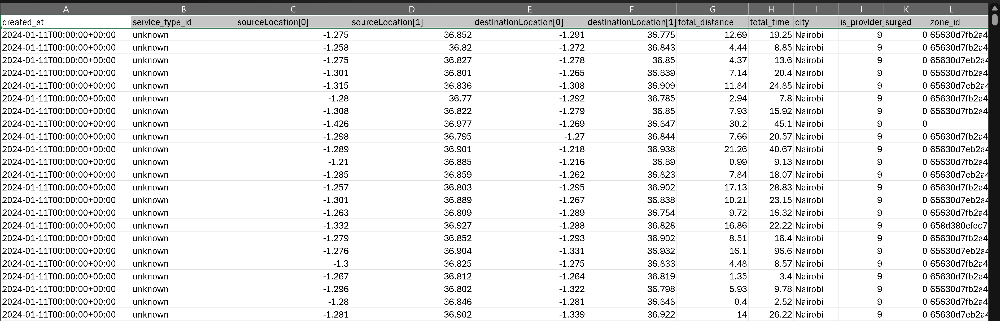 A B C D E F G H I J K L
created_at service_type_id sourceLocation[0] sourceLocation[1] destinationLocation[0] destinationLocation[1] total_distance total_time city is_provider_ surged zone_id
2024-01-11T00:00:00+00:00 unknown -1.275 36.852 -1.291 36.775 12.69 19.25 Nairobi 9 0 65630d7fb2a4
2024-01-11T00:00:00+00:00 unknown -1.258 36.82 -1.272 36.843 4.44 8.85 Nairobi 9 0 65630d7fb2a4
2024-01-11T00:00:00+00:00 unknown -1.275 36.827 -1.278 36.85 4.37 13.6 Nairobi 9 0 65630d7eb2a4
2024-01-11T00:00:00+00:00 unknown -1.301 36.801 -1.265 36.839 7.14 20.4 Nairobi 9 0 65630d7fb2a4
2024-01-11T00:00:00+00:00 unknown -1.315 36.836 -1.308 36.909 11.84 24.85 Nairobi 9 0 65630d7eb2a4
2024-01-11T00:00:00+00:00 unknown -1.28 36.77 -1.292 36.785 2.94 7.8 Nairobi 9 0 65630d7fb2a4
2024-01-11T00:00:00+00:00 unknown -1.308 36.822 -1.279 36.85 7.93 15.92 Nairobi 9 0 65630d7fb2a4
2024-01-11T00:00:00+00:00 unknown -1.426 36.977 -1.269 36.847 30.2 45.1 Nairobi 9 0
2024-01-11T00:00:00+00:00 unknown -1.298 36.795 -1.27 36.844 7.66 20.57 Nairobi 9 0 65630d7fb2a4
2024-01-11T00:00:00+00:00 unknown -1.289 36.901 -1.218 36.938 21.26 40.67 Nairobi 9 0 65630d7eb2a4
2024-01-11T00:00:00+00:00 unknown -1.21 36.885 -1.216 36.89 0.99 9.13 Nairobi 9 0 65630d7fb2a4
2024-01-11T00:00:00+00:00 unknown -1.285 36.859 -1.262 36.823 7.84 18.07 Nairobi 9 0 65630d7eb2a4
2024-01-11T00:00:00+00:00 unknown -1.257 36.803 -1.295 36.902 17.13 28.83 Nairobi 9 0 65630d7fb2a4
2024-01-11T00:00:00+00:00 unknown -1.301 36.889 -1.267 36.838 10.21 23.15 Nairobi 9 0 65630d7eb2a4
2024-01-11T00:00:00+00:00 unknown -1.263 36.809 -1.289 36.754 9.72 16.32 Nairobi 9 0 65630d7fb2a4
2024-01-11T00:00:00+00:00 unknown -1.332 36.927 -1.288 36.828 16.86 22.22 Nairobi 9 0 658d380efec7
2024-01-11T00:00:00+00:00 unknown -1.279 36.852 -1.293 36.902 8.51 16.4 Nairobi 9 0 65630d7fb2a4
2024-01-11T00:00:00+00:00 unknown -1.276 36.904 -1.331 36.932 16.1 96.6 Nairobi 9 0 65630d7eb2a4
2024-01-11T00:00:00+00:00 unknown -1.3 36.825 -1.275 36.833 4.48 8.57 Nairobi 9 0 65630d7fb2a4
2024-01-11T00:00:00+00:00 unknown -1.267 36.812 -1.264 36.819 1.35 3.4 Nairobi 9 0 65630d7fb2a4
2024-01-11T00:00:00+00:00 unknown -1.296 36.802 -1.322 36.798 5.93 9.78 Nairobi 9 0 65630d7fb2a4
2024-01-11T00:00:00+00:00 unknown -1.28 36.846 -1.281 36.848 0.4 2.52 Nairobi 9 0 65630d7fb2a4
2024-01-11T00:00:00+00:00 unknown -1.281 36.902 -1.339 36.922 14 26.22 Nairobi 9 0 65630d7eb2a4